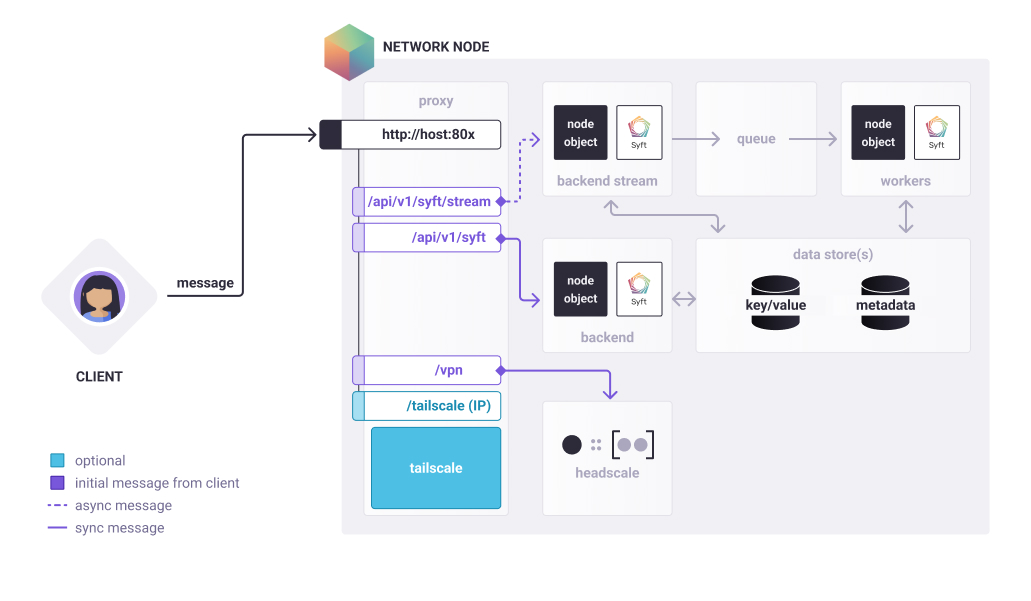 NETWORK NODE
proxy
http://host:80x
/api/v1/syft/stream
/api/v1/syft
/vpn
/tailscale (IP)
tailscale
message
CLIENT
node
object
Syft
backend stream
queue
node
object
Syft
workers
node
object
Syft
backend
data store(s)
key/value
metadata
headscale
optional
initial message from client
async message
sync message